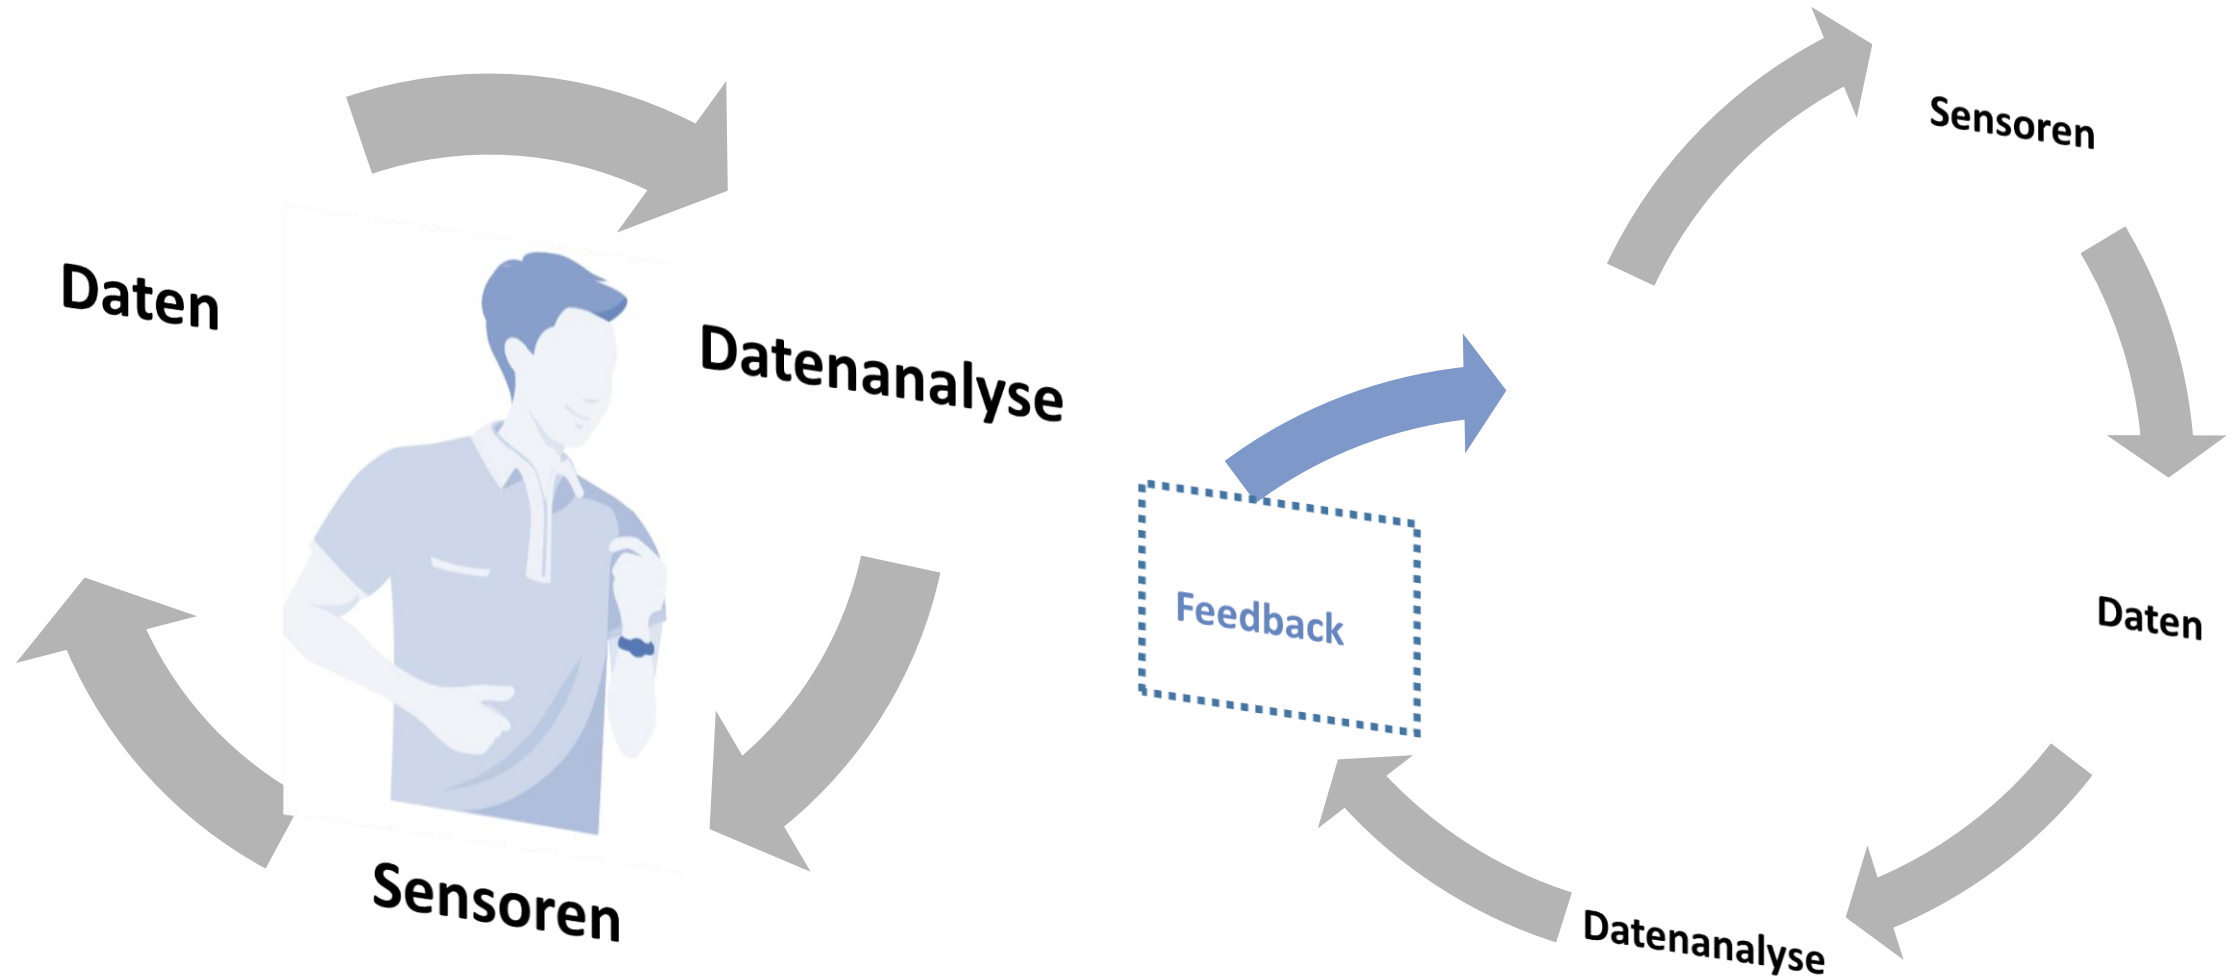 Daten
Datenanalyse
Sensoren
Sensoren
Daten
Datenanalyse
Feedback